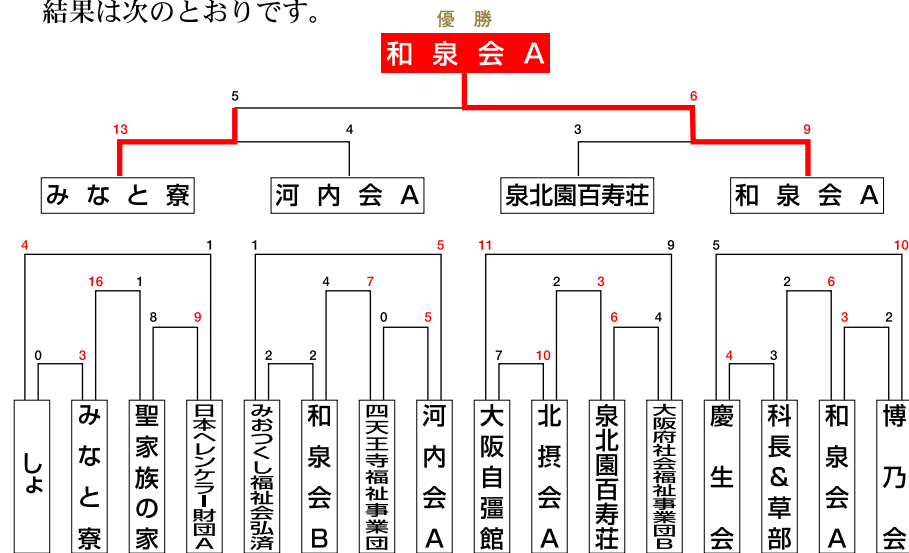 結果は次のとおりです。
優勝
和泉会A
5
6
13
4
3
9
みなと寮
河内会A
泉北園百寿荘
和泉会A
4
1
1
5
11
9
5
10
16
1
4
7
2
3
2
6
8
9
0
5
6
4
3
2
0
3
2
2
7
10
4
3
しょ
みなと寮
聖家族の家
日本ヘレンケラー財団A
みおつくし福祉会弘済
和泉会B
四天王寺福祉事業団
河内会A
大阪自彊館
北摂会A
泉北園百寿荘
大阪府社会福祉事業団B
慶生会
科長&草部
和泉会A
博乃会